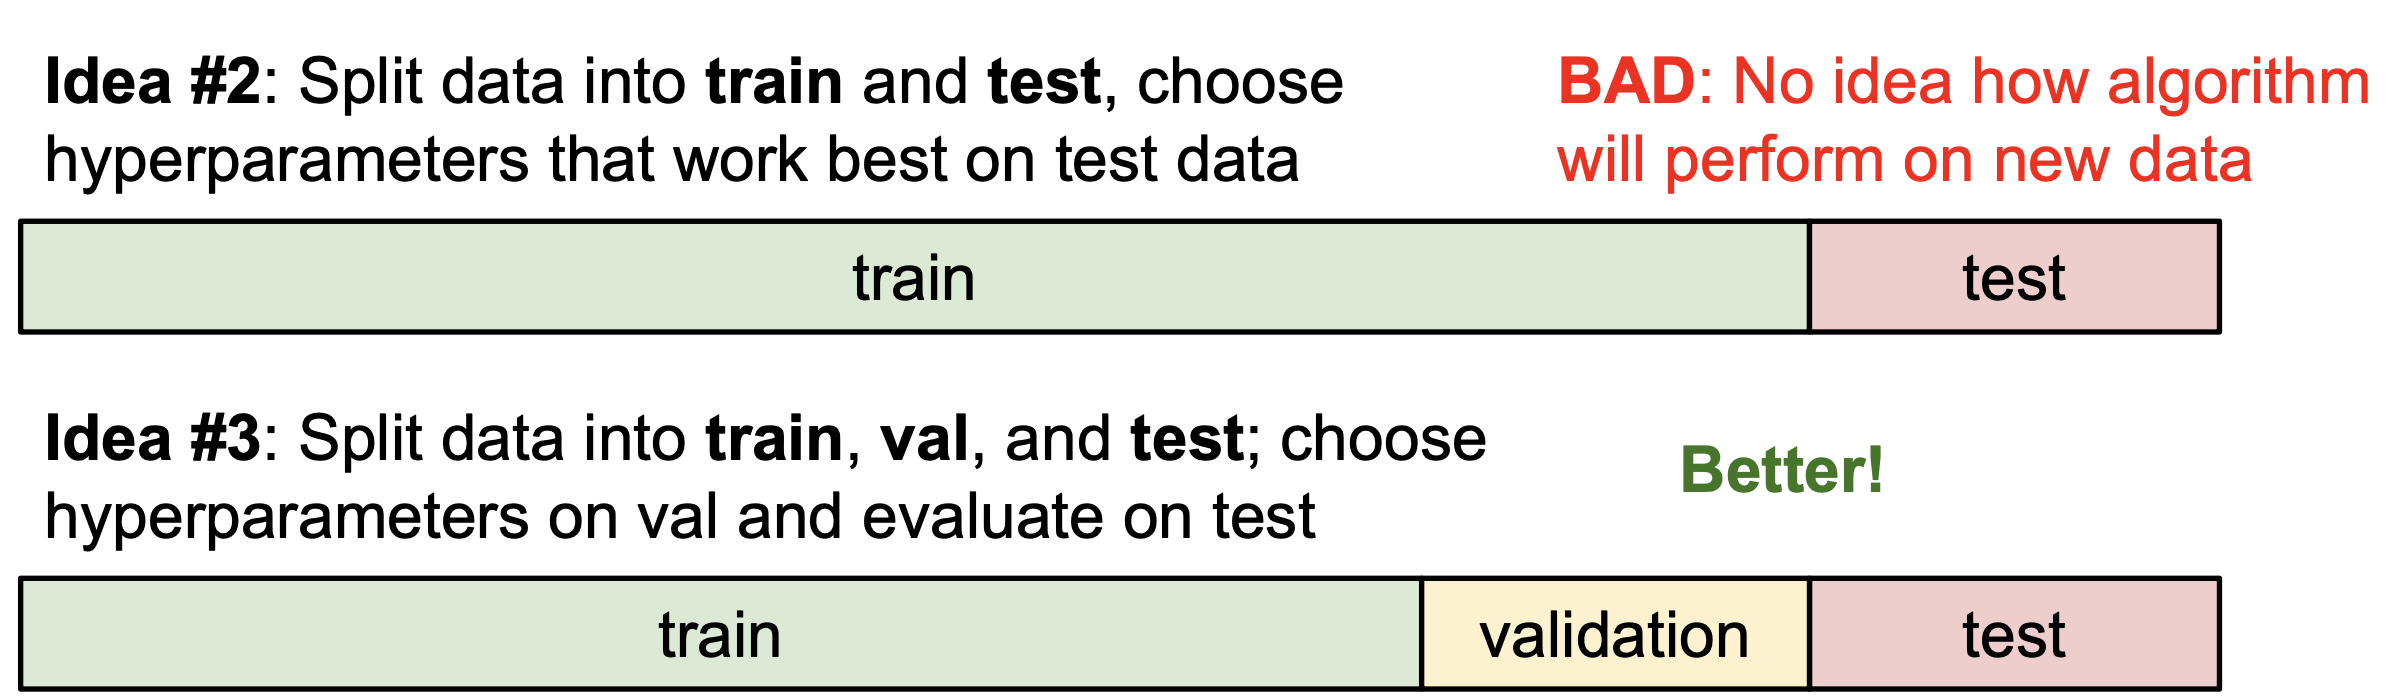 Idea #2: Split data into train and test, choose
hyperparameters that work best on test data
BAD: No idea how algorithm
will perform on new data
train
test
Idea #3: Split data into train, val, and test; choose
hyperparameters on val and evaluate on test
Better!
train
validation
test